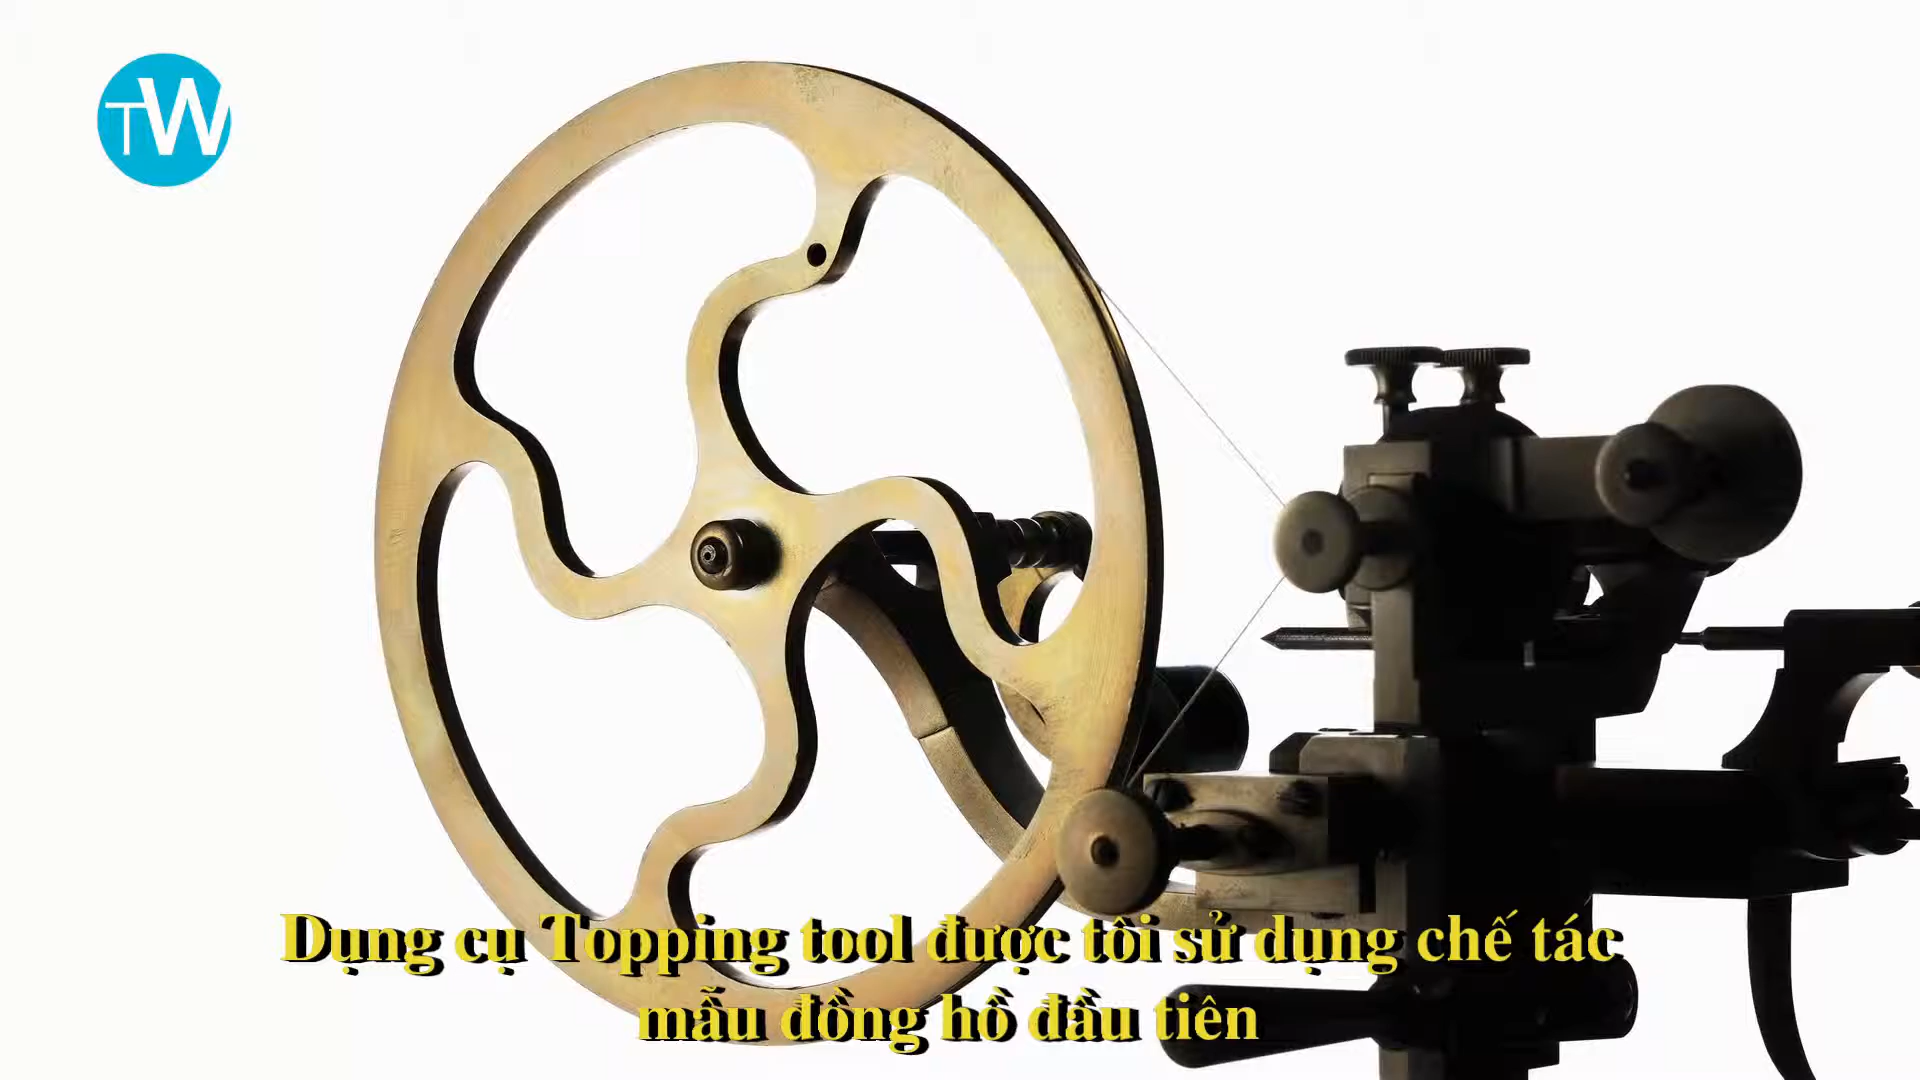 TW
Dụng cụ Topping tool được tôi sử dụng chế tác
mẫu đồng hồ đầu tiên